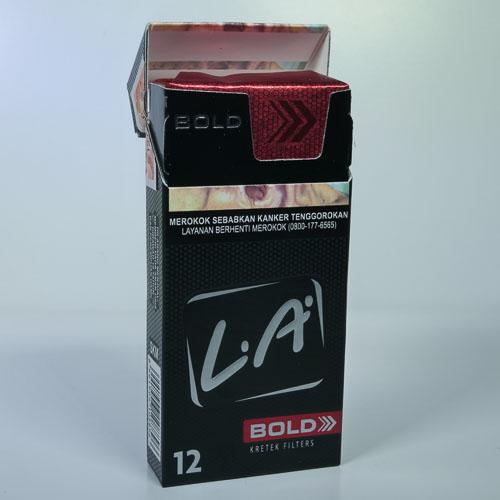 BOLD
MEROKOK SEBABKAN KANKER TENGGOROKAN
LAYANAN BERHENTI MEROKOK (0800-177-6565)
L.A.
BOLD
KRETEK FILTERS
12